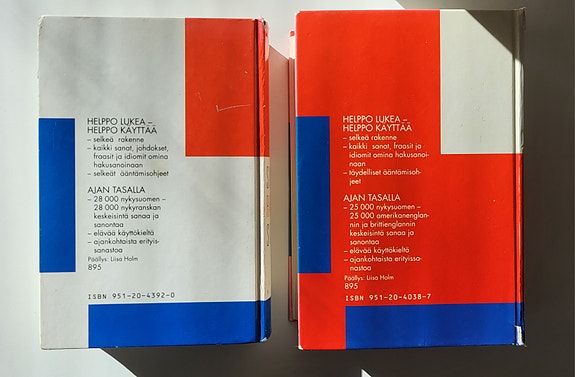 HELPPO LUKEA –
HELPPO KÄYTTÄÄ
– selkeä rakenne
– kaikki sanat, johdokset,
fraasit ja idiomit omina
hakusanoinaan
– selkeät ääntämisohjeet
AJAN TASALLA
– 28 000 nykysuomen –
28 000 nykyranskan
keskeisintä sanaa ja
sanontaa
– elävää käyttökieltä
– ajankohtaista erityis-
sanastoa
Päällys: Liisa Holm
895
ISBN 951-20-4392-0
HELPPO LUKEA –
HELPPO KÄYTTÄÄ
– selkeä rakenne
– kaikki sanat, fraasit ja
idiomit omina hakusanoi-
naan
– täydelliset ääntämisoh-
jeet
AJAN TASALLA
– 25 000 nykysuomen –
25 000 amerikanenglan-
nin ja brittienglannin
keskeisintä sanaa ja
sanontaa
– elävää käyttökieltä
– ajankohtaista erityissa-
nastoa
Päällys: Liisa Holm
895
ISBN 951-20-4038-7